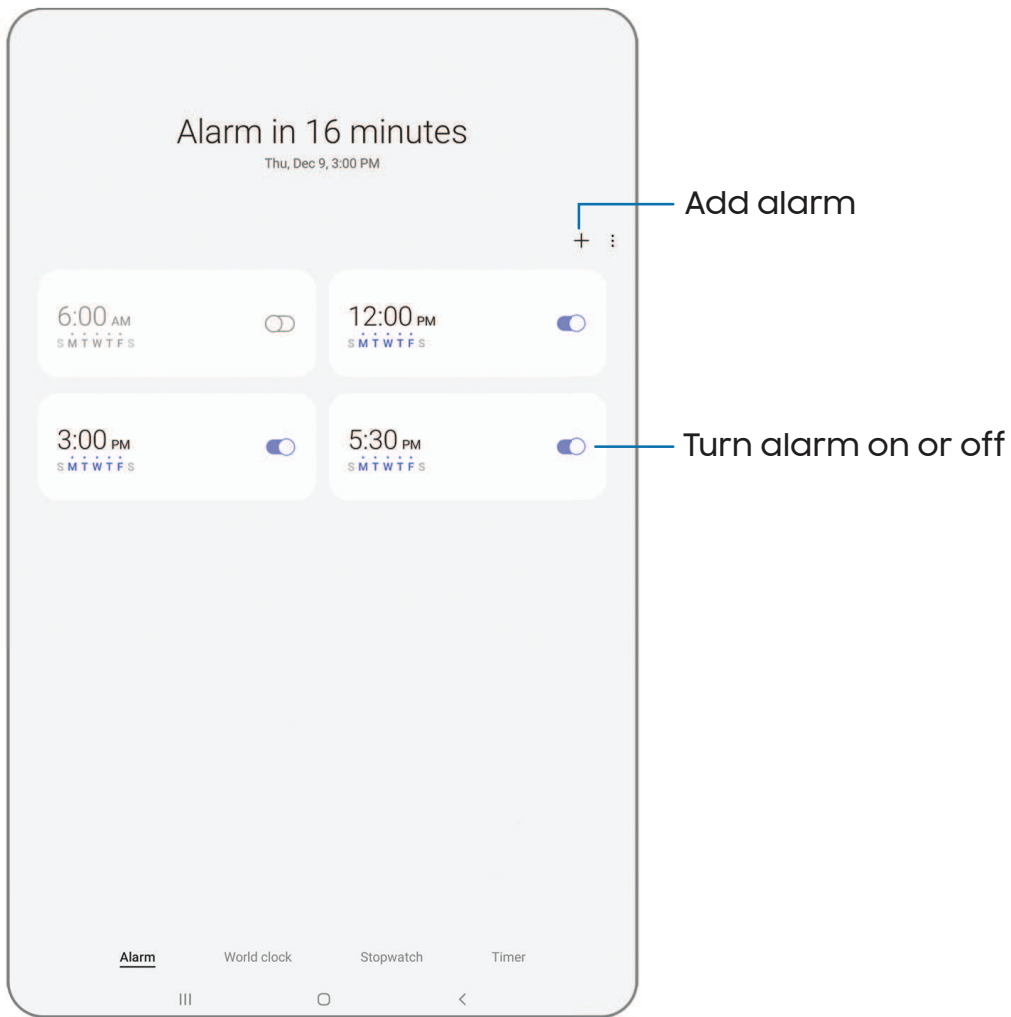 Alarm in 16 minutes
Thu, Dec 9, 3:00 PM
Add alarm
6:00 AM
S M T W T F S
12:00 PM
S M T W T F S
3:00 PM
S M T W T F S
5:30 PM
S M T W T F S
Turn alarm on or off
Alarm World clock Stopwatch Timer